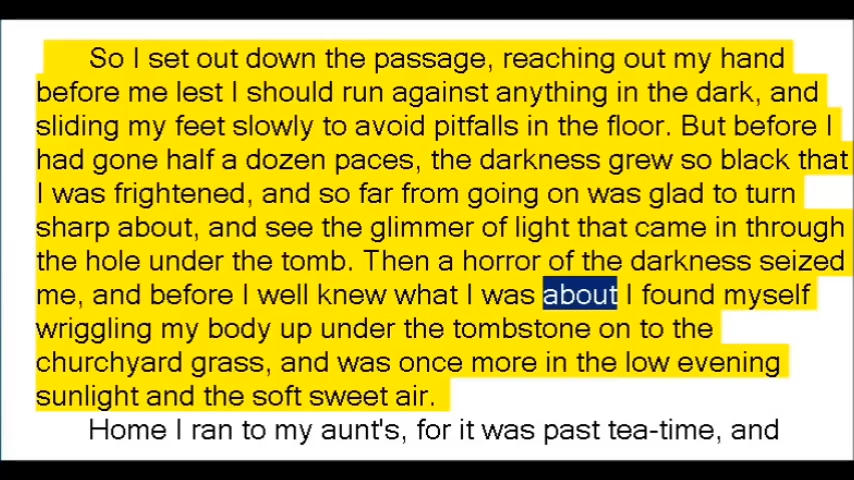 So I set out down the passage, reaching out my hand
before me lest I should run against anything in the dark, and
sliding my feet slowly to avoid pitfalls in the floor. But before I
had gone half a dozen paces, the darkness grew so black that
I was frightened, and so far from going on was glad to turn
sharp about, and see the glimmer of light that came in through
the hole under the tomb. Then a horror of the darkness seized
me, and before I well knew what I was about I found myself
wriggling my body up under the tombstone on to the
churchyard grass, and was once more in the low evening
sunlight and the soft sweet air.
Home I ran to my aunt's, for it was past tea-time, and